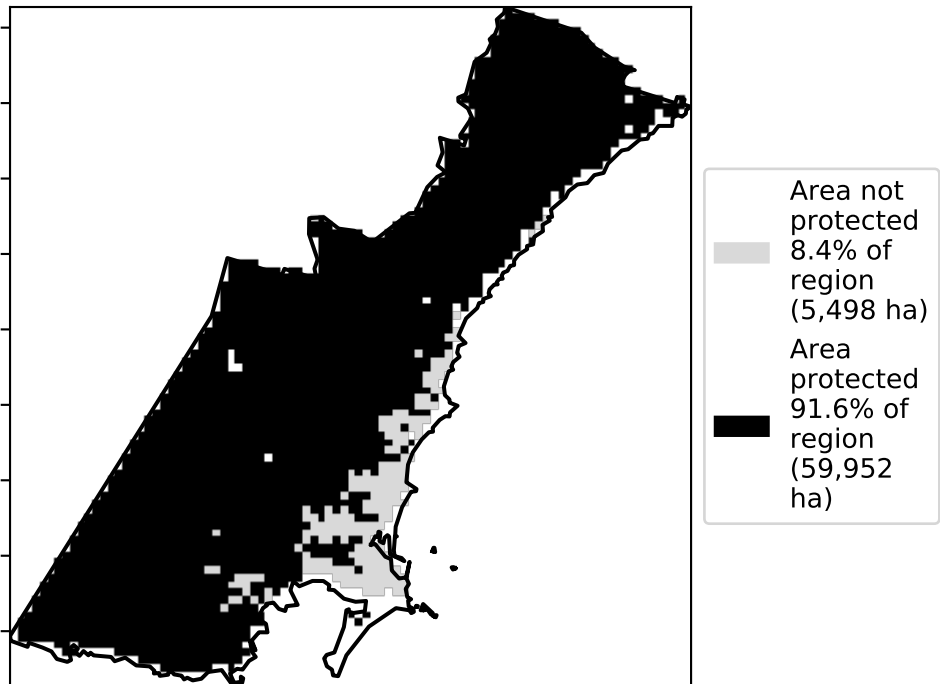 Area not
protected
8.4% of
region
(5,498 ha)
Area
protected
91.6% of
region
(59,952
ha)